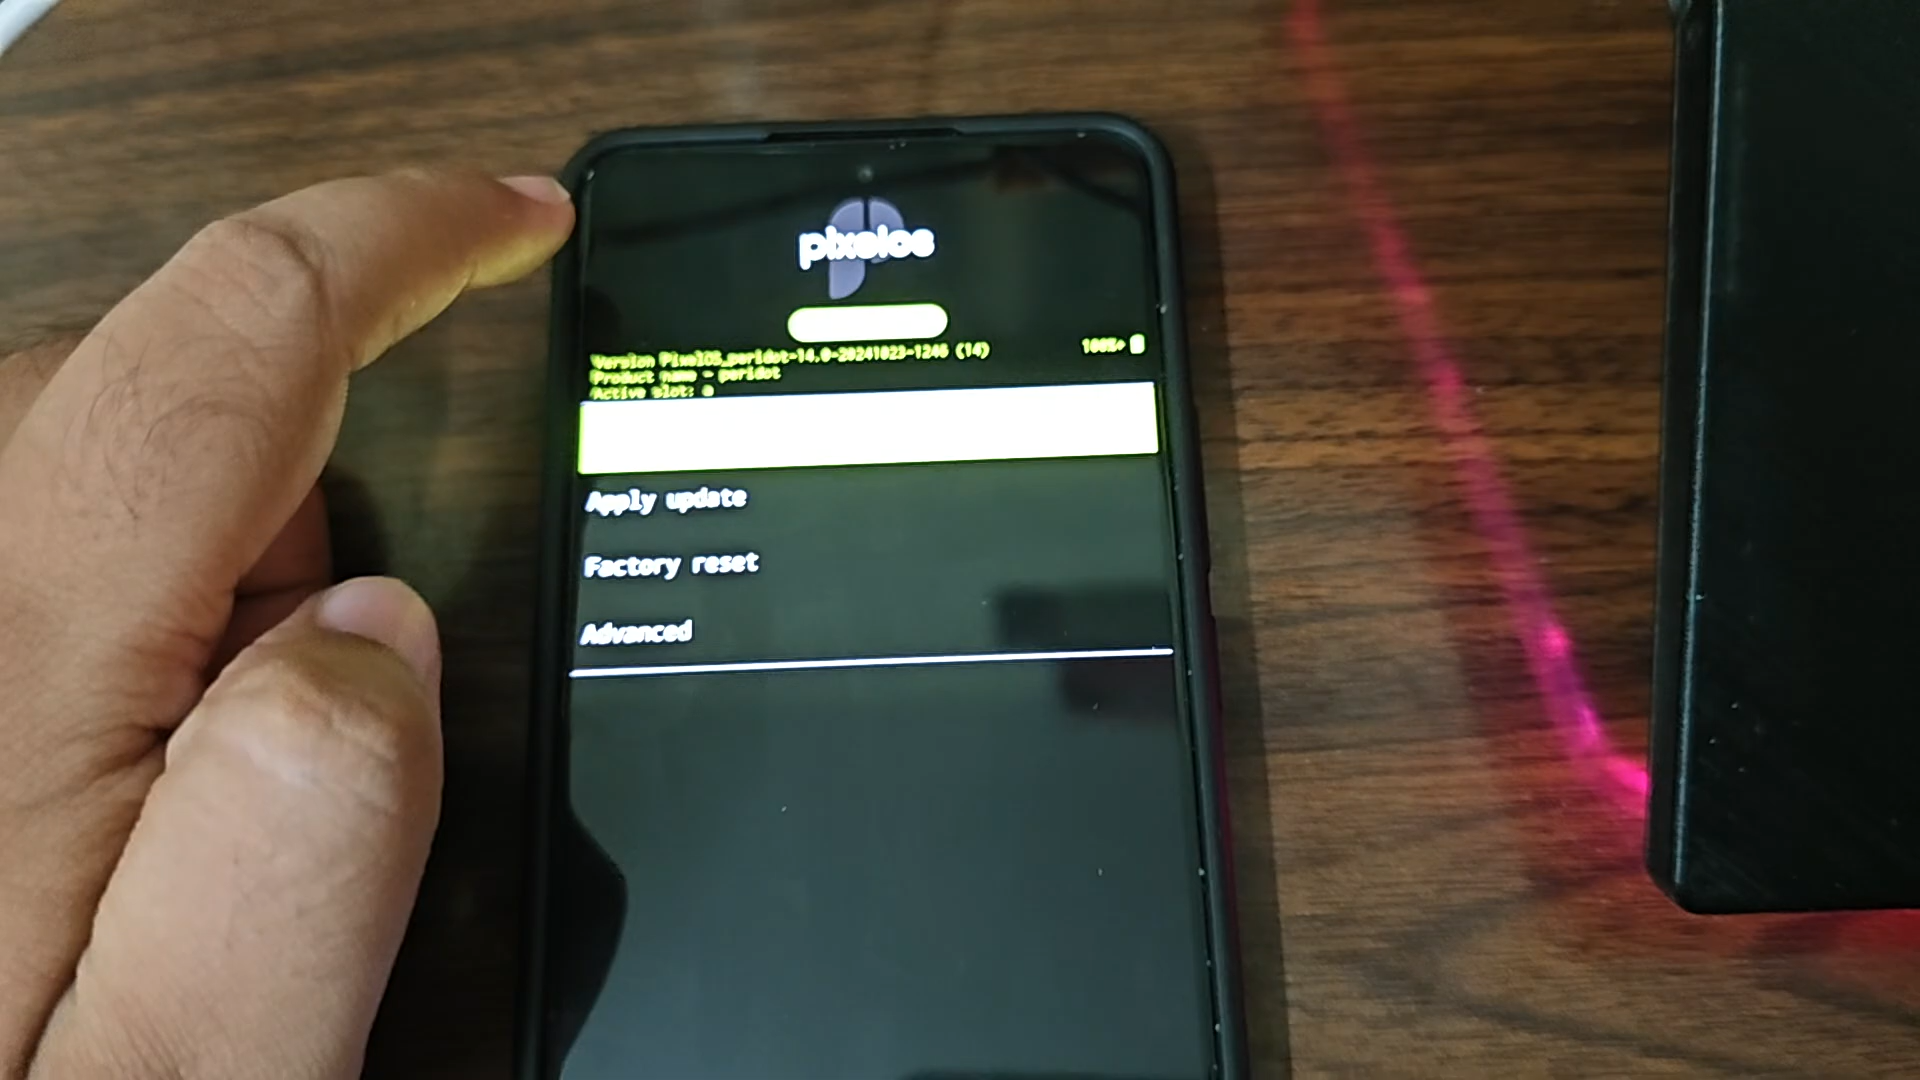 pixelos
Version PixelOS_peridot-14.0-20241023-1246 (14)
100%+
Product name - peridot
Active slot: a
Apply update
Factory reset
Advanced